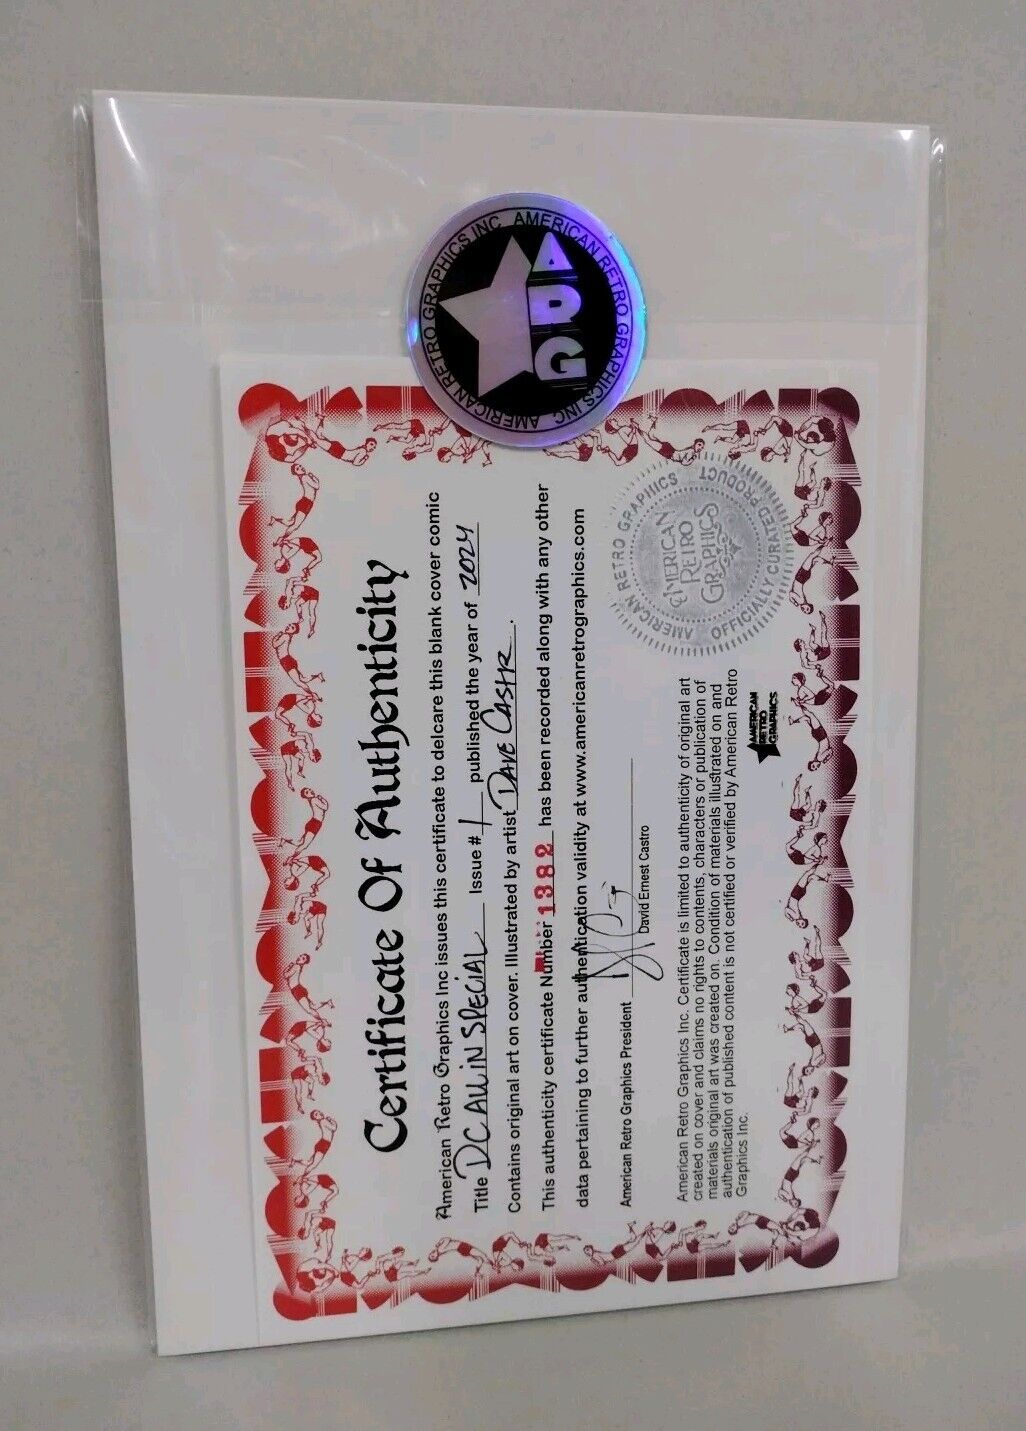 AMERICAN RETRO GRAPHICS INC. AMERICAN RETRO GRAPHICS INC.
ARG
Certificate Of Authenticity
American Retro Graphics Inc issues this certificate to delcare this blank cover comic
Title DC ALL IN SPECIAL Issue # 1 published the year of 2024
Contains original art on cover. Illustrated by artist DAVE CASTR.
This authenticity certificate Number 1382 has been recorded along with any other
data pertaining to further authentication validity at www.americanretrographics.com
American Retro Graphics President
David Ernest Castro
AMERICAN RETRO GRAPHICS
OFFICIALLY CURATED PRODUCT
AMERICAN
RETRO
GRAPHICS
American Retro Graphics Inc. Certificate is limited to authenticity of original art
created on cover and claims no rights to contents, characters or publication of
materials original art was created on. Condition of materials illustrated on and
authentication of published content is not certified or verified by American Retro
Graphics Inc.
AMERICAN
RETRO
GRAPHICS